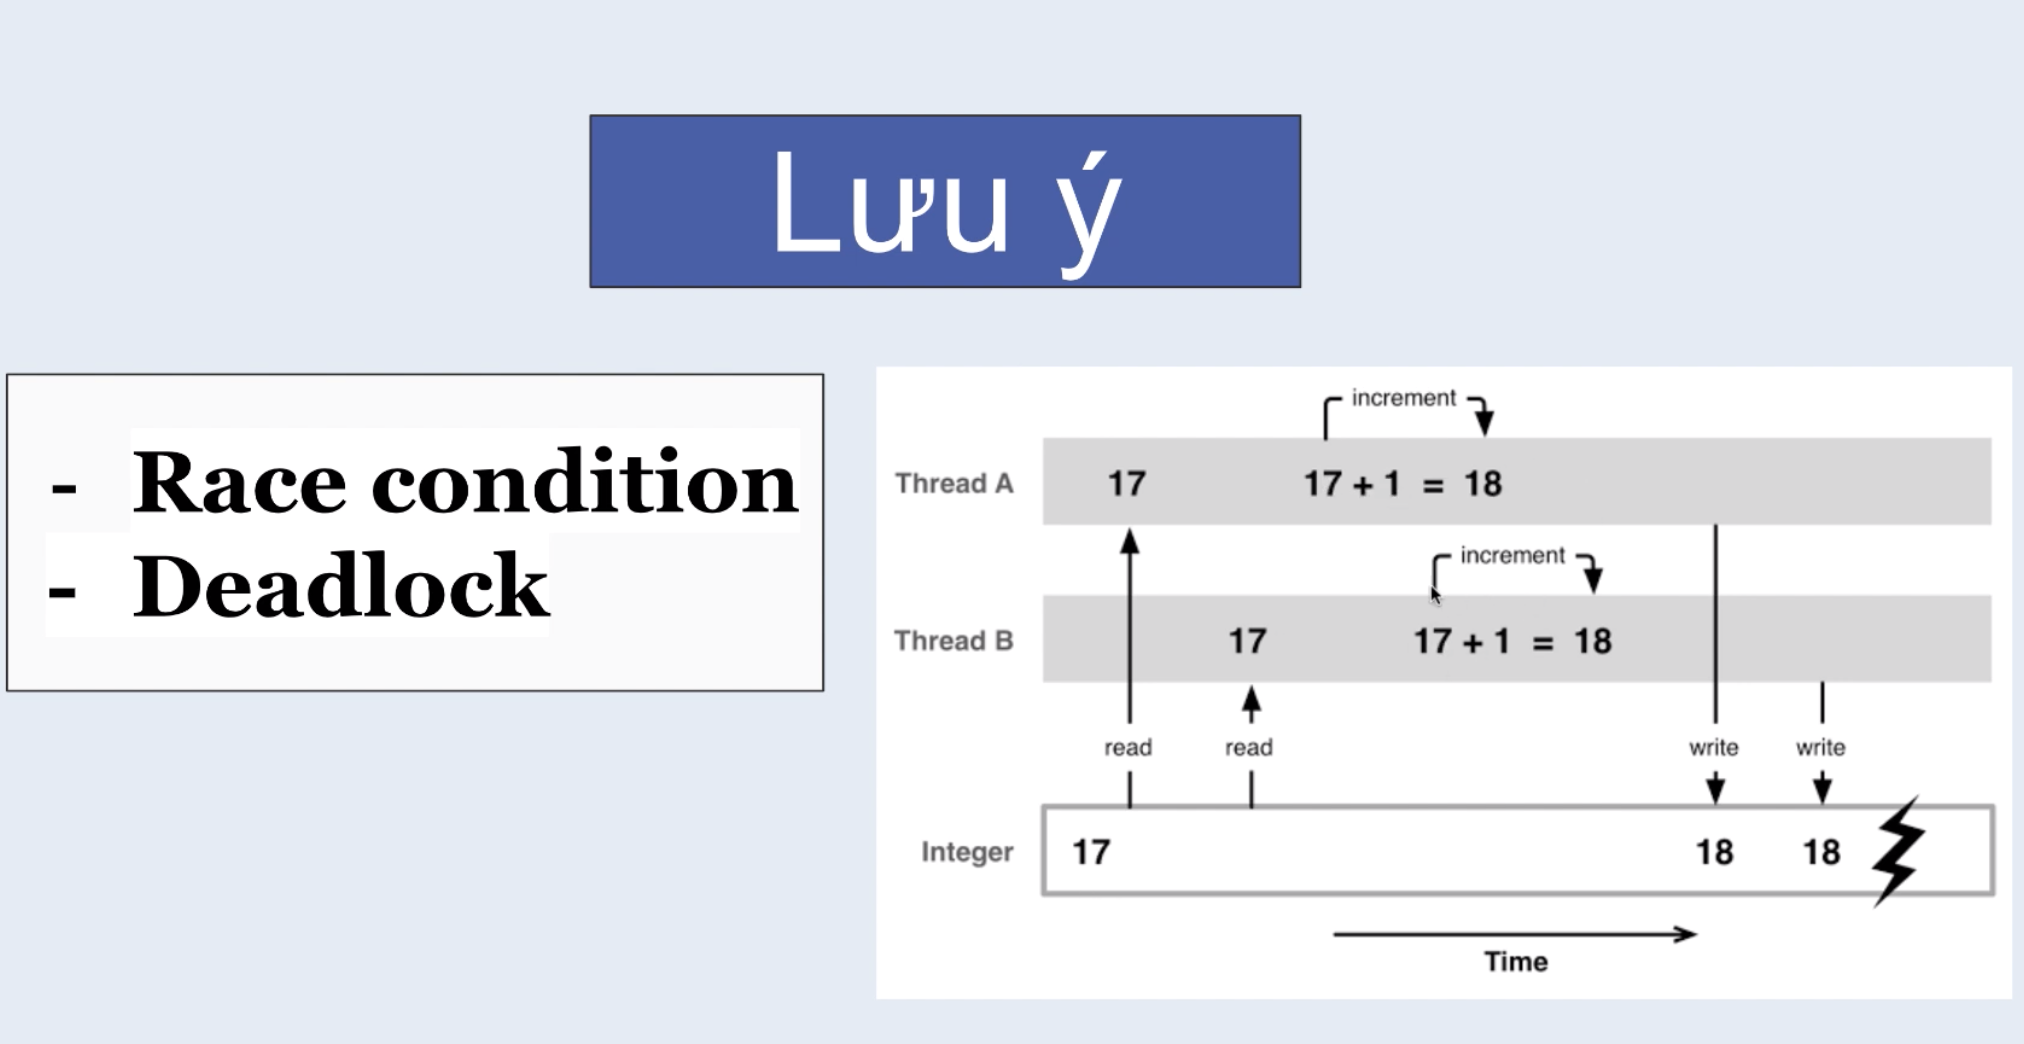 Lưu ý
- Race condition
- Deadlock
increment
Thread A 17 17 + 1 = 18
increment
Thread B 17 17 + 1 = 18
read read write write
Integer 17 18 18
Time